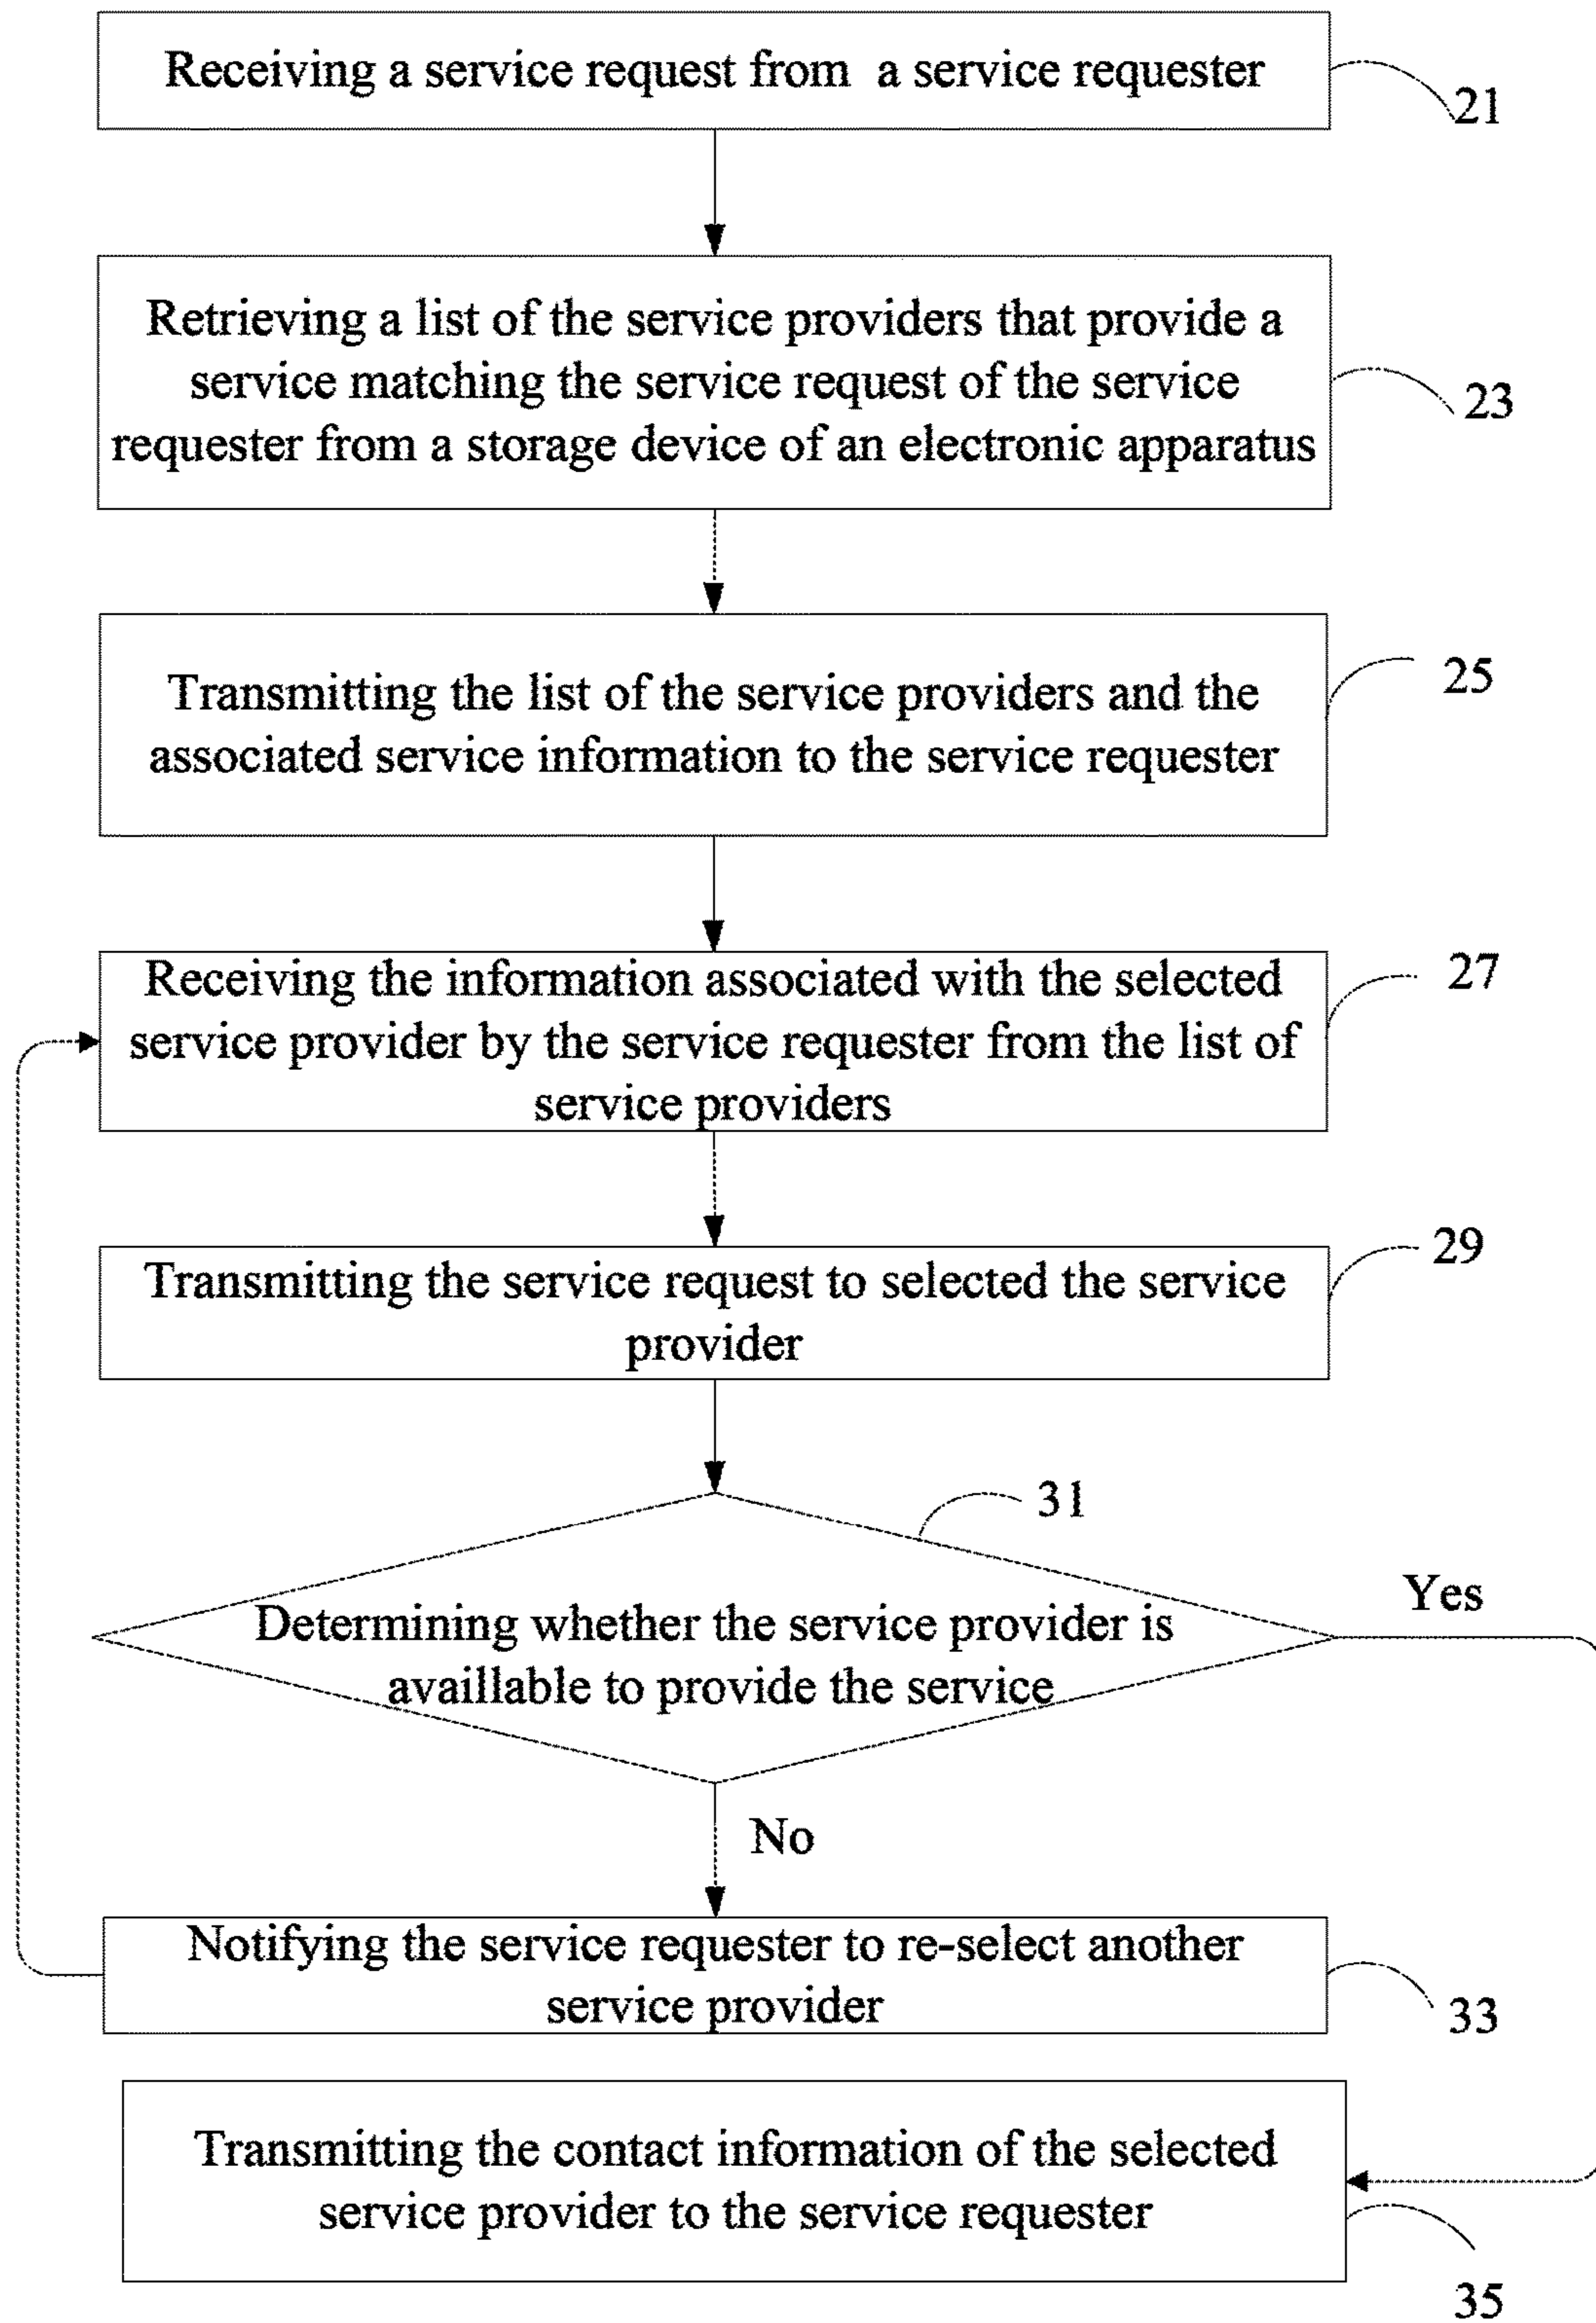 Receiving a service request from  a service requester
21
Retrieving a list of the service providers that provide a
service matching the service request of the service
requester from a storage device of an electronic apparatus
23
Transmitting the list of the service providers and the
associated service information to the service requester
25
Receiving the information associated with the selected
service provider by the service requester from the list of
service providers
27
Transmitting the service request to selected the service
provider
29
31
Determining whether the service provider is
availlable to provide the service
Yes
No
Notifying the service requester to re-select another
service provider
33
Transmitting the contact information of the selected
service provider to the service requester
35